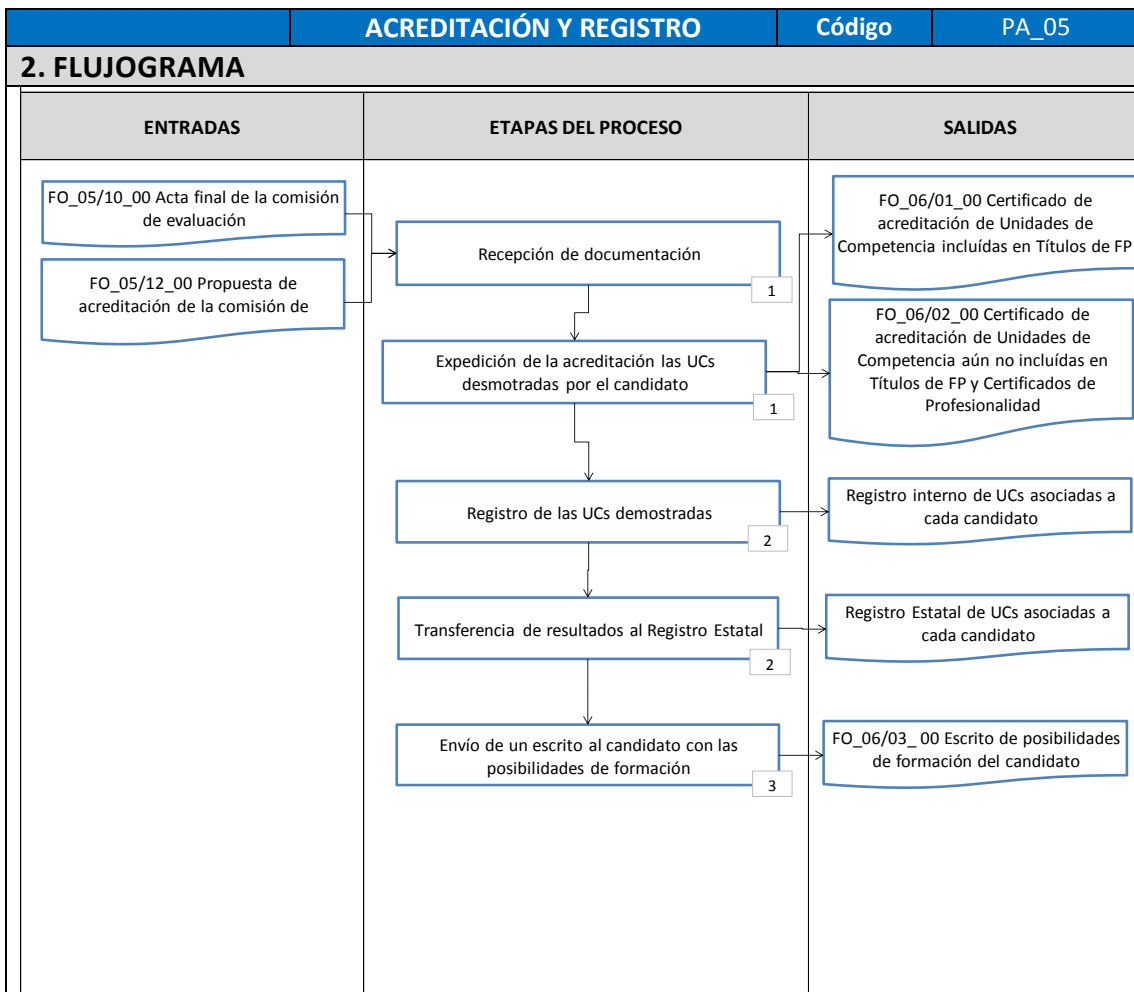 ACREDITACIÓN Y REGISTRO Código PA_05
2. FLUJOGRAMA
ENTRADAS ETAPAS DEL PROCESO SALIDAS
FO_05/10_00 Acta final de la comisión
de evaluación
FO_05/12_00 Propuesta de
acreditación de la comisión de
Recepción de documentación
1
Expedición de la acreditación las UCs
desmotradas por el candidato
1
Registro de las UCs demostradas
2
Transferencia de resultados al Registro Estatal
2
Envío de un escrito al candidato con las
posibilidades de formación
3
FO_06/01_00 Certificado de
acreditación de Unidades de
Competencia incluídas en Títulos de FP
FO_06/02_00 Certificado de
acreditación de Unidades de
Competencia aún no incluídas en
Títulos de FP y Certificados de
Profesionalidad
Registro interno de UCs asociadas a
cada candidato
Registro Estatal de UCs asociadas a
cada candidato
FO_06/03_ 00 Escrito de posibilidades
de formación del candidato